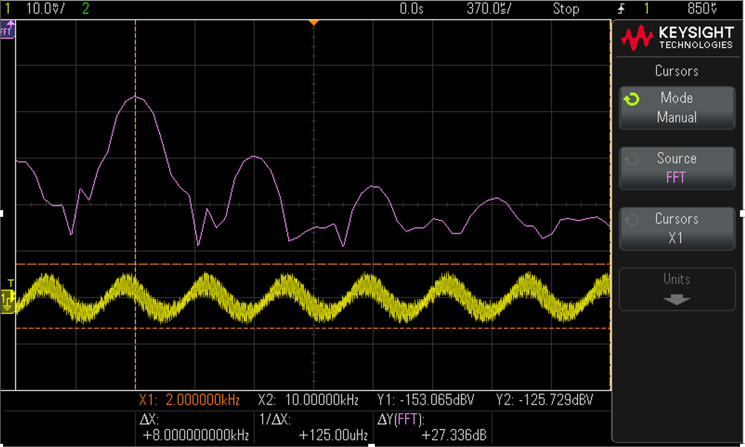 1 10.0℧/ 2 0.0s 370.0℧/ Stop 1 850℧
FFT
KEYSIGHT
TECHNOLOGIES
Cursors
Mode
Manual
Source
FFT
Cursors
X1
Units
T
1
X1: 2.000000kHz X2: 10.00000kHz Y1: -153.065dBV Y2: -125.729dBV
ΔX: 1/ΔX: ΔY(FFT):
+8.000000000kHz +125.00uHz +27.336dB